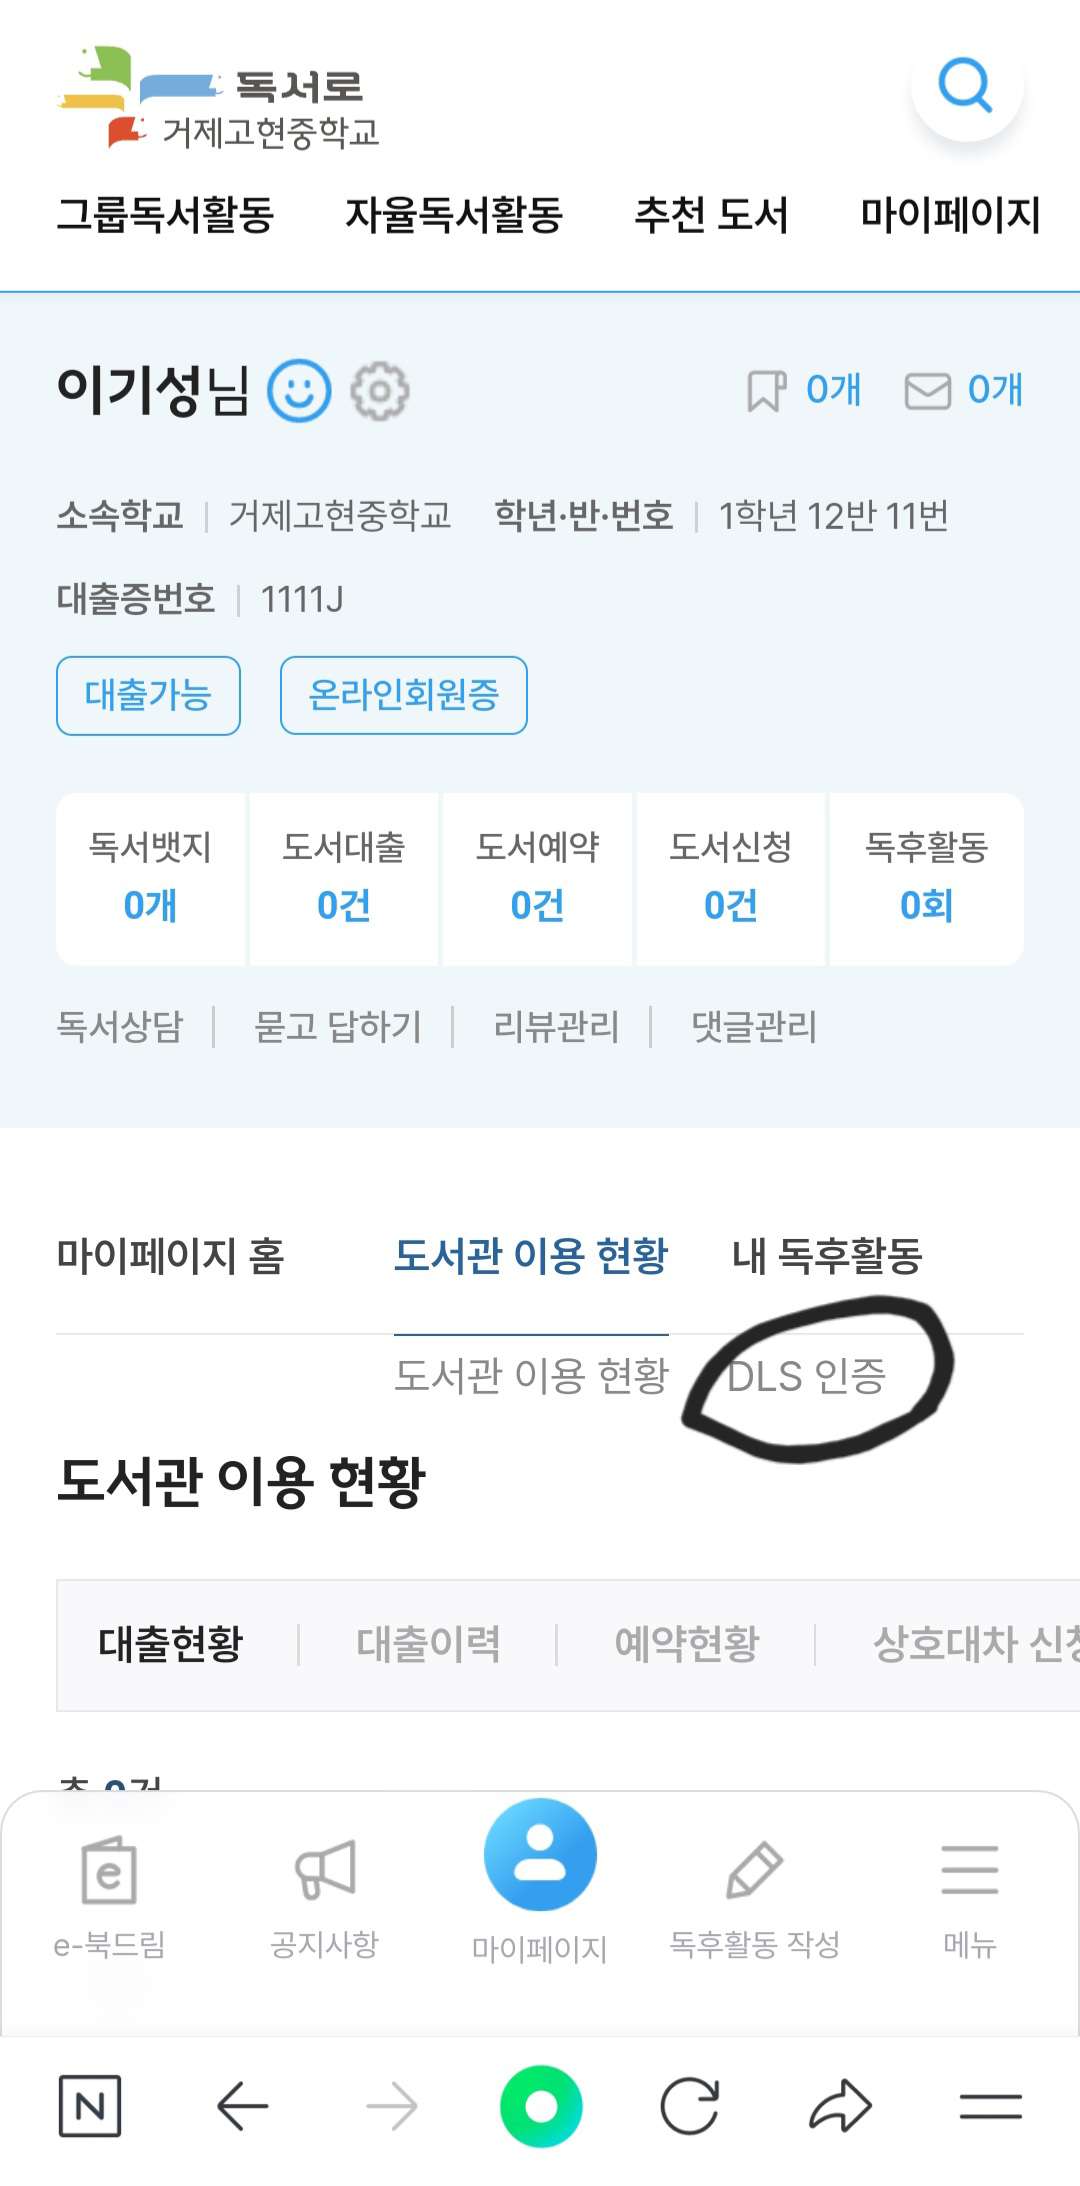 독서로
거제고현중학교
그룹독서활동 자율독서활동 추천 도서 마이페이지
이기성님 0개 0개
소속학교 거제고현중학교 학년·반·번호 1학년 12반 11번
대출증번호 1111J
대출가능 온라인회원증
독서뱃지 도서대출 도서예약 도서신청 독후활동
0개 0건 0건 0건 0회
독서상담 묻고 답하기 리뷰관리 댓글관리
마이페이지 홈 도서관 이용 현황 내 독후활동
도서관 이용 현황 DLS 인증
도서관 이용 현황
대출현황 대출이력 예약현황 상호대차
e
e-북드림 공지사항 마이페이지 독후활동 작성 메뉴
N